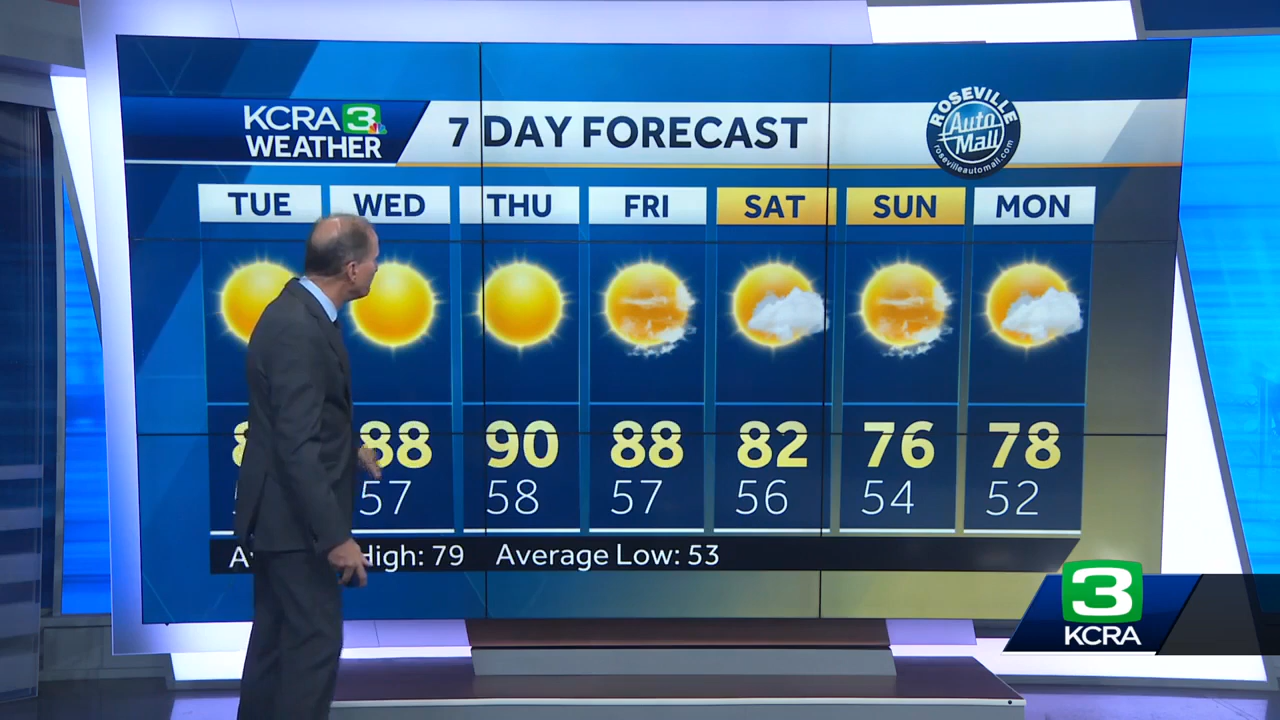 KCRA 3
WEATHER
7 DAY FORECAST
ROSEVILLE
Auto
Mall
rosevilleautomall.com
TUE WED THU FRI SAT SUN MON
88 90 88 82 76 78
57 58 57 56 54 52
High: 79 Average Low: 53
3
KCRA